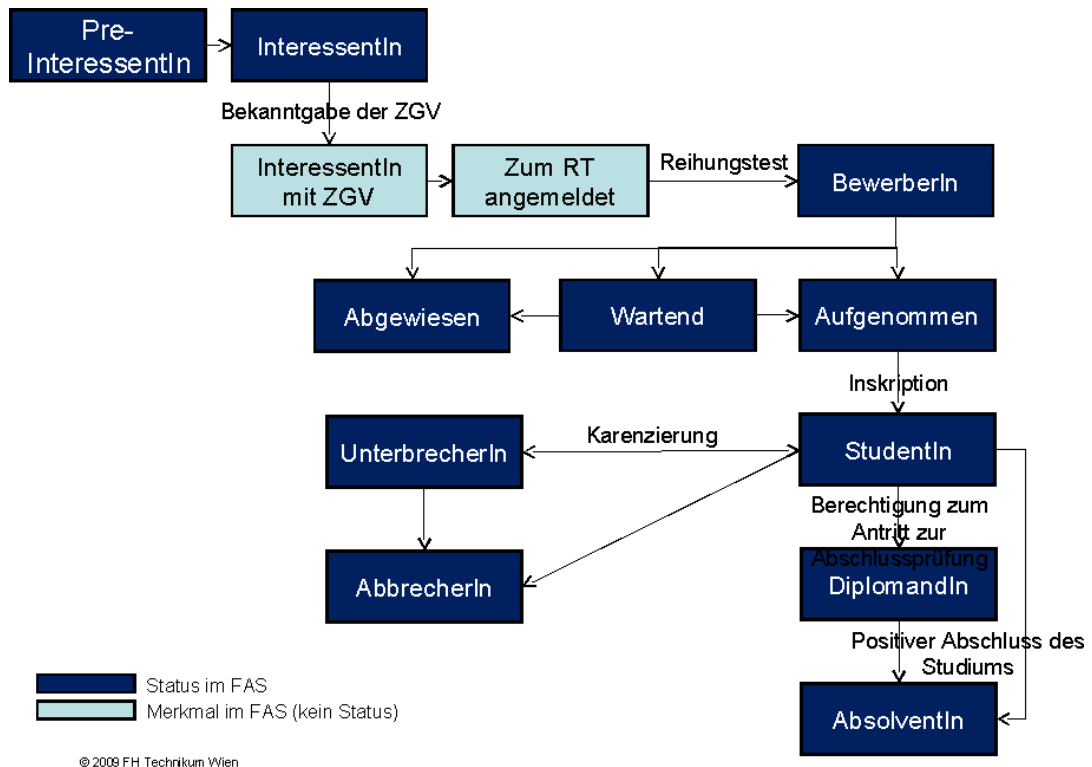 Pre-
InteressentIn
InteressentIn
Bekanntgabe der ZGV
InteressentIn
mit ZGV
Zum RT
angemeldet
Reihungstest
BewerberIn
Abgewiesen
Wartend
Aufgenommen
Inskription
UnterbrecherIn
Karenzierung
StudentIn
Berechtigung zum
Antritt zur
Abschlussprüfung
AbbrecherIn
DiplomandIn
Positiver Abschluss des
Studiums
AbsolventIn
Status im FAS
Merkmal im FAS (kein Status)
© 2009 FH Technikum Wien